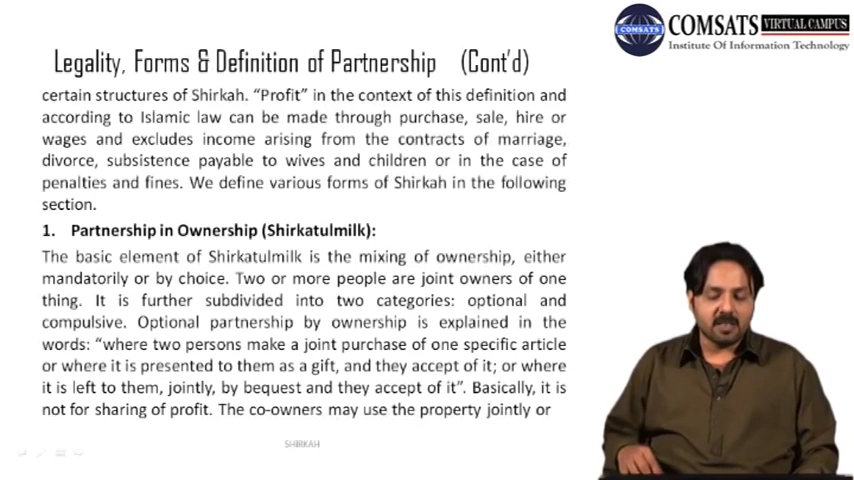 COMSATS VIRTUAL CAMPUS
COMSATS
Institute Of Information Technology
Legality, Forms & Definition of Partnership (Cont'd)
certain structures of Shirkah. “Profit” in the context of this definition and
according to Islamic law can be made through purchase, sale, hire or
wages and excludes income arising from the contracts of marriage,
divorce, subsistence payable to wives and children or in the case of
penalties and fines. We define various forms of Shirkah in the following
section.
1. Partnership in Ownership (Shirkatulmilk):
The basic element of Shirkatulmilk is the mixing of ownership, either
mandatorily or by choice. Two or more people are joint owners of one
thing. It is further subdivided into two categories: optional and
compulsive. Optional partnership by ownership is explained in the
words: “where two persons make a joint purchase of one specific article
or where it is presented to them as a gift, and they accept of it; or where
it is left to them, jointly, by bequest and they accept of it”. Basically, it is
not for sharing of profit. The co-owners may use the property jointly or
SHIRKAH